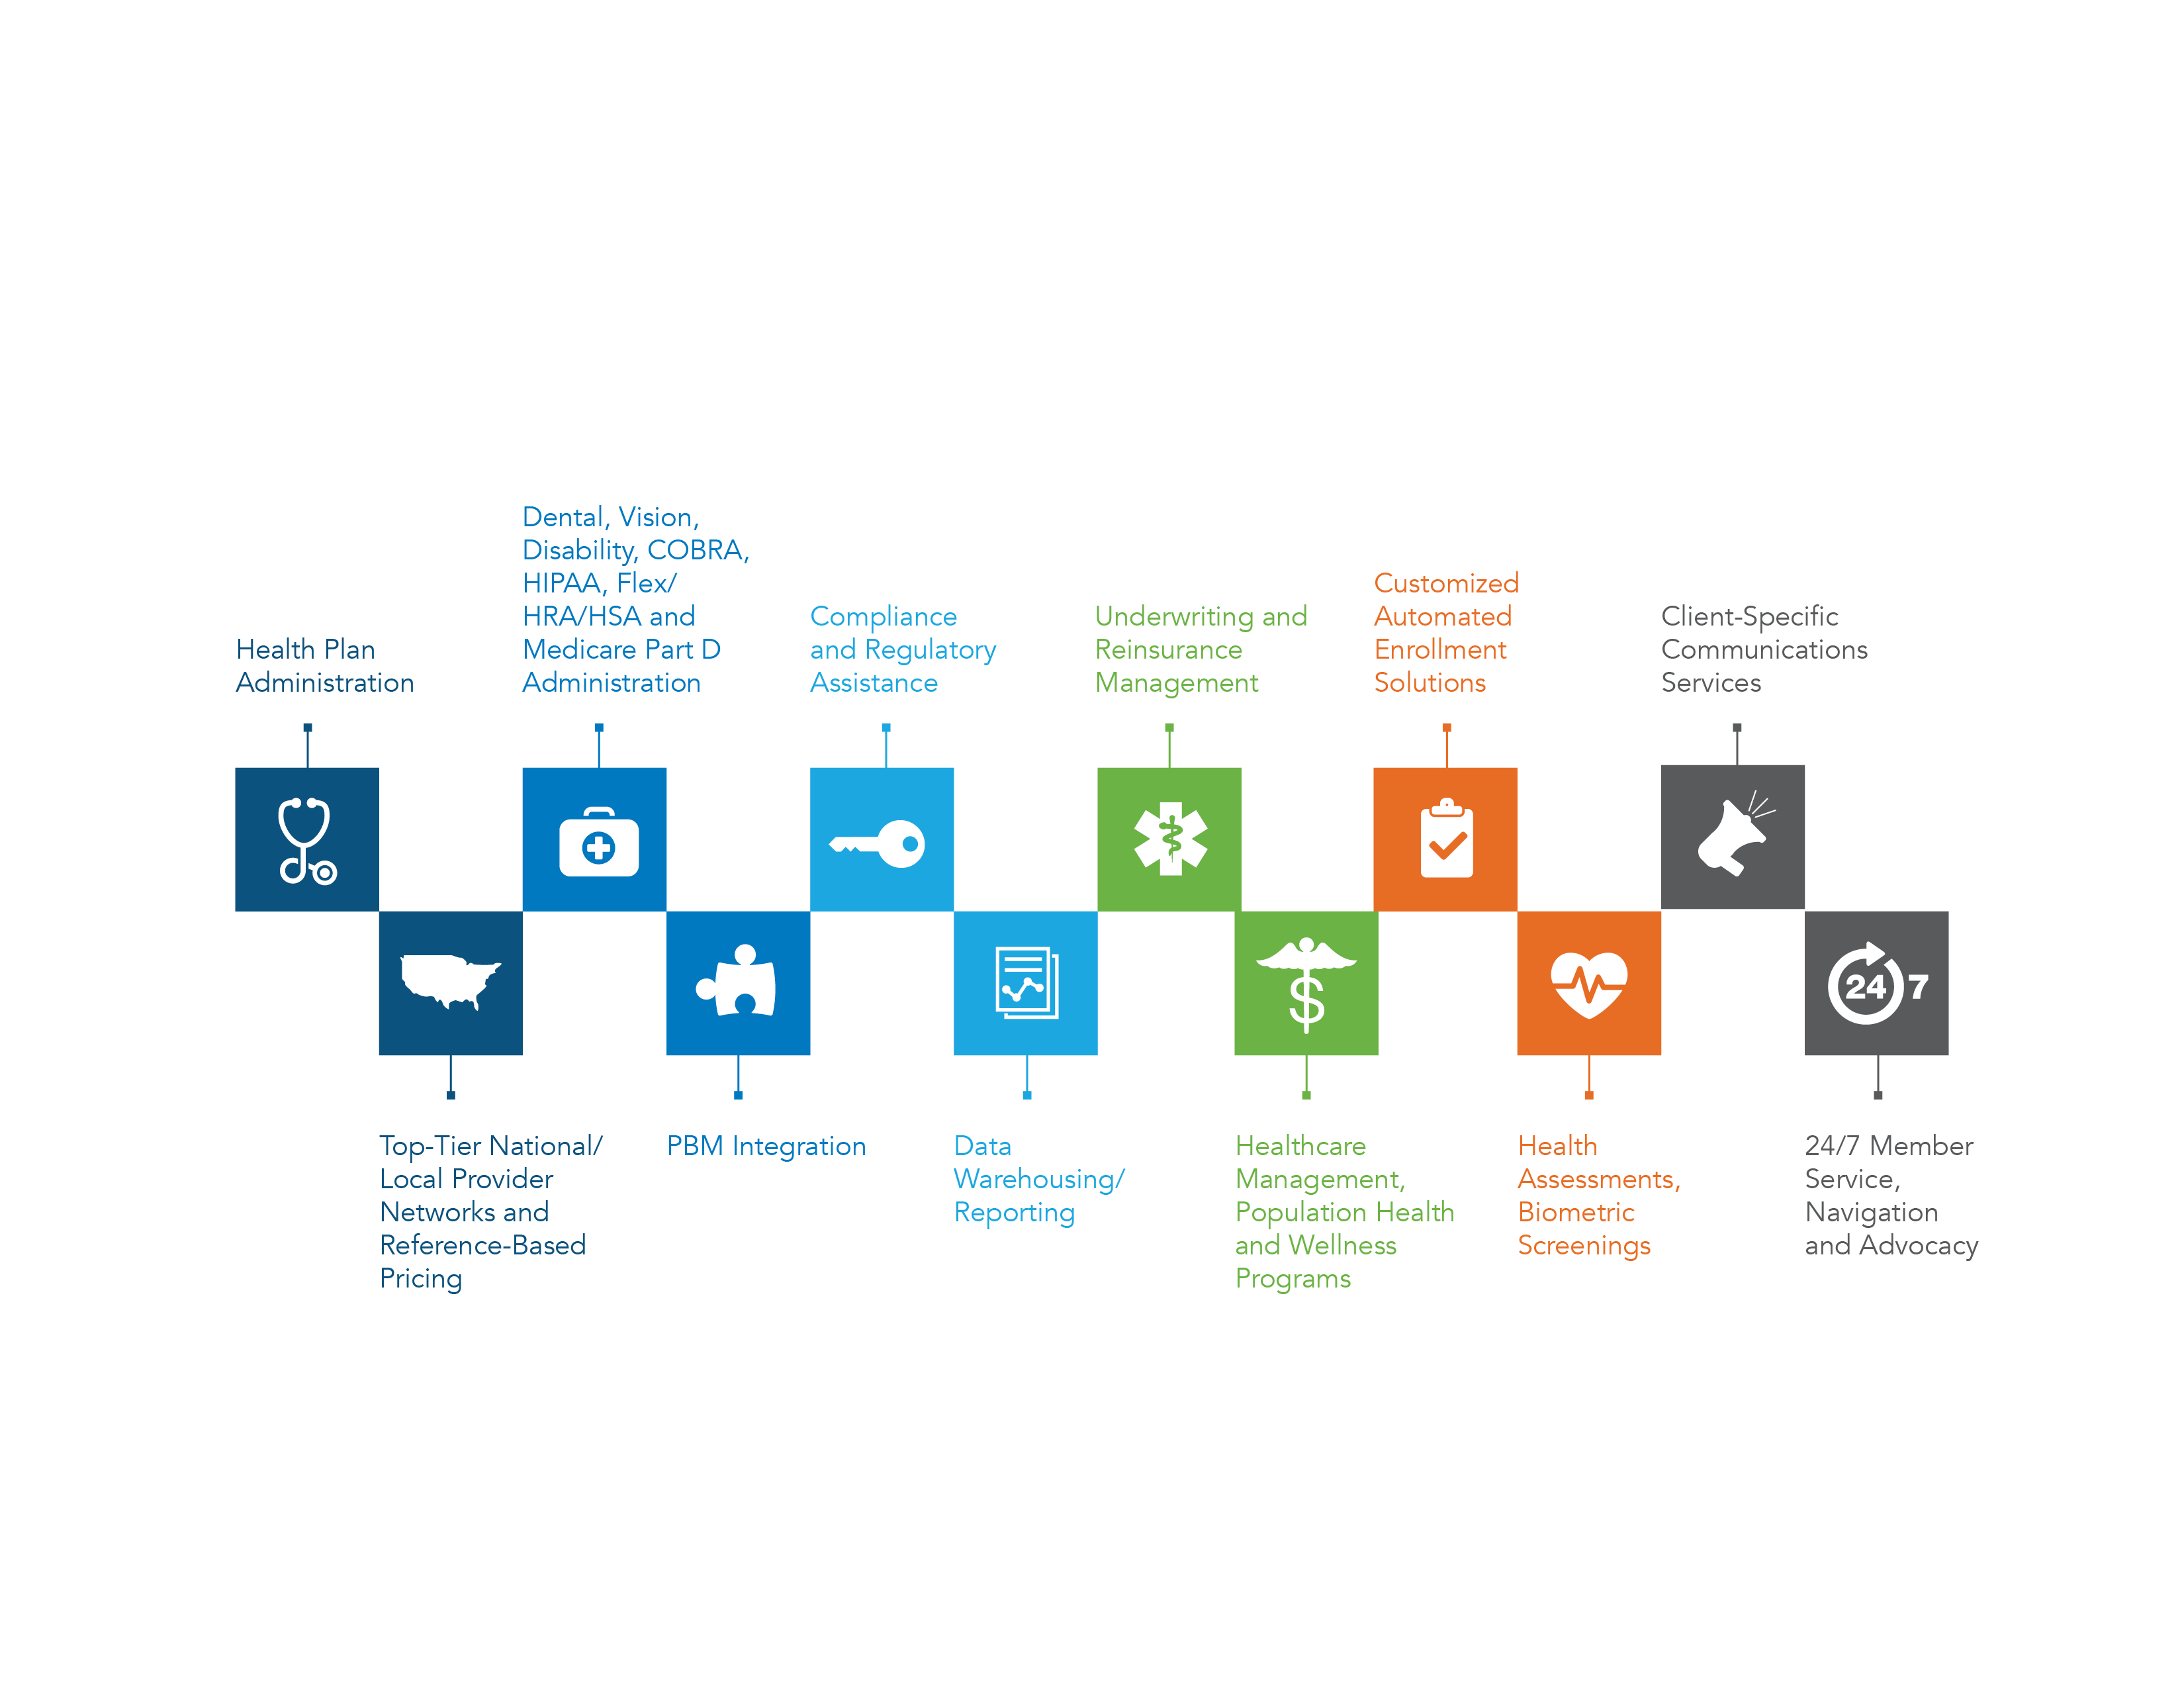 Health Plan
Administration
Dental, Vision,
Disability, COBRA,
HIPAA, Flex/
HRA/HSA and
Medicare Part D
Administration
Compliance
and Regulatory
Assistance
Underwriting and
Reinsurance
Management
Customized
Automated
Enrollment
Solutions
Client-Specific
Communications
Services
24 7
Top-Tier National/
Local Provider
Networks and
Reference-Based
Pricing
PBM Integration
Data
Warehousing/
Reporting
Healthcare
Management,
Population Health
and Wellness
Programs
Health
Assessments,
Biometric
Screenings
24/7 Member
Service,
Navigation
and Advocacy